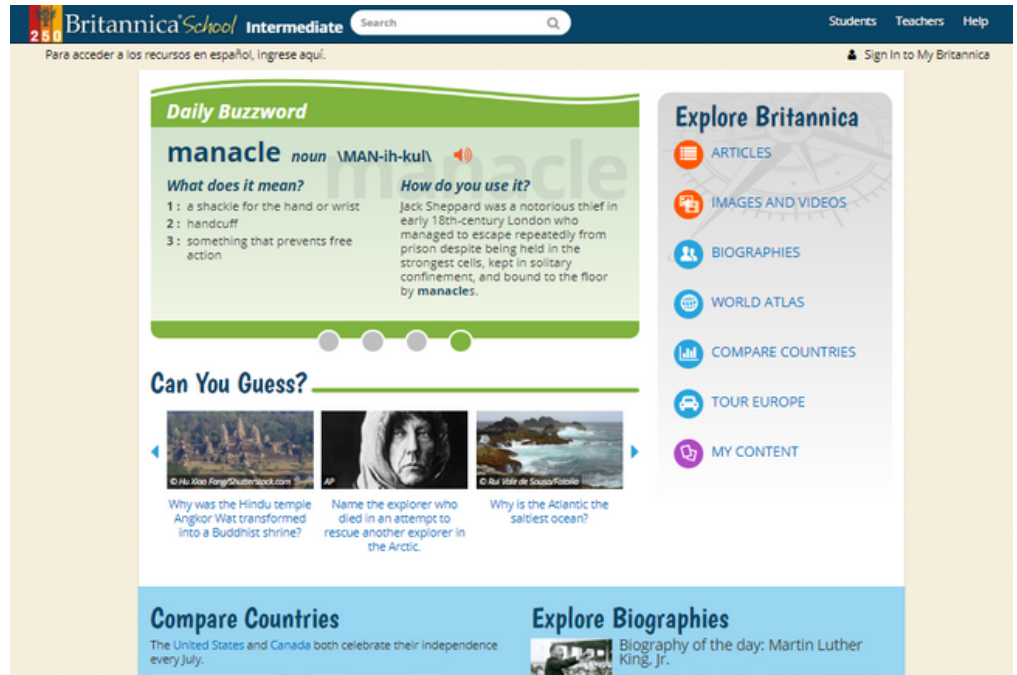 250 Britannica School Intermediate Search Students Teachers Help
Para acceder a los recursos en español, ingrese aquí. Sign In to My Britannica
Daily Buzzword
manacle
manacle noun \MAN-ih-kul\
What does it mean?
1 : a shackle for the hand or wrist
2 : handcuff
3 : something that prevents free
action
How do you use it?
Jack Sheppard was a notorious thief in
early 18th-century London who
managed to escape repeatedly from
prison despite being held in the
strongest cells, kept in solitary
confinement, and bound to the floor
by manacles.
Explore Britannica
ARTICLES
IMAGES AND VIDEOS
BIOGRAPHIES
WORLD ATLAS
COMPARE COUNTRIES
TOUR EUROPE
MY CONTENT
Can You Guess?
© Hu Xiao Fang/Shutterstock.com
Why was the Hindu temple
Angkor Wat transformed
into a Buddhist shrine?
AP
Name the explorer who
died in an attempt to
rescue another explorer in
the Arctic.
© Rui Vale de Sousa/Fotolia
Why is the Atlantic the
saltiest ocean?
Compare Countries
The United States and Canada both celebrate their independence
every July.
Explore Biographies
Biography of the day: Martin Luther
King, Jr.